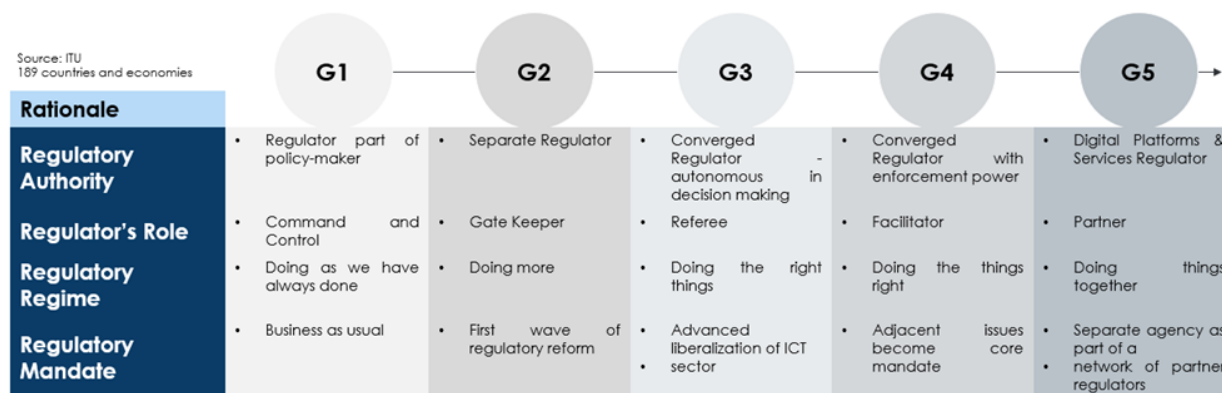 Source: ITU
189 countries and economies
G1
G2
G3
G4
G5
Rationale
Regulatory
Authority
• Regulator part of
policy-maker
• Separate Regulator
• Converged
Regulator -
autonomous in
decision making
• Converged
Regulator with
enforcement power
• Digital Platforms &
Services Regulator
Regulator's Role
• Command and
Control
• Gate Keeper
• Referee
• Facilitator
• Partner
Regulatory
Regime
• Doing as we have
always done
• Doing more
• Doing the right
things
• Doing the things
right
• Doing things
together
Regulatory
Mandate
• Business as usual
• First wave of
regulatory reform
• Advanced
liberalization of ICT
• sector
• Adjacent issues
become core
mandate
• Separate agency as
part of a
• network of partner
regulators